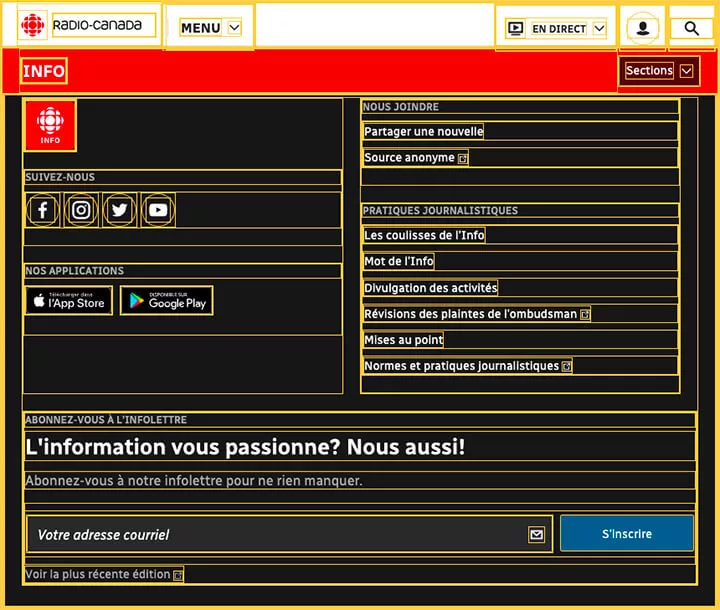 RADIO-CANADA
MENU
EN DIRECT
INFO
Sections
INFO
SUIVEZ-NOUS
NOS APPLICATIONS
Télécharger dans
l'App Store
DISPONIBLE SUR
Google Play
NOUS JOINDRE
Partager une nouvelle
Source anonyme
PRATIQUES JOURNALISTIQUES
Les coulisses de l'Info
Mot de l'Info
Divulgation des activités
Révisions des plaintes de l'ombudsman
Mises au point
Normes et pratiques journalistiques
ABONNEZ-VOUS À L'INFOLETTRE
L'information vous passionne? Nous aussi!
Abonnez-vous à notre infolettre pour ne rien manquer.
Votre adresse courriel
S'inscrire
Voir la plus récente édition